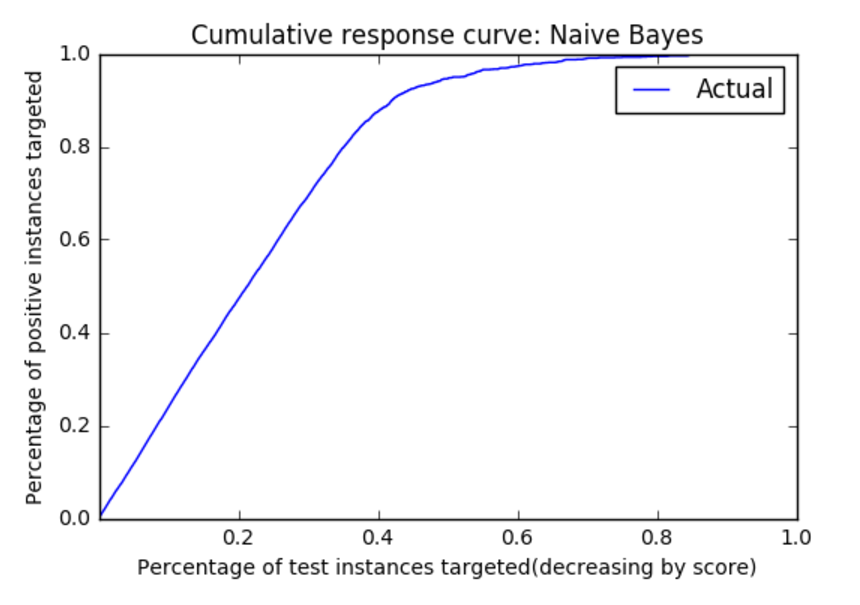 Cumulative response curve: Naive Bayes
Actual
Percentage of positive instances targeted
1.0
0.8
0.6
0.4
0.2
0.0
0.2
0.4
0.6
0.8
1.0
Percentage of test instances targeted(decreasing by score)